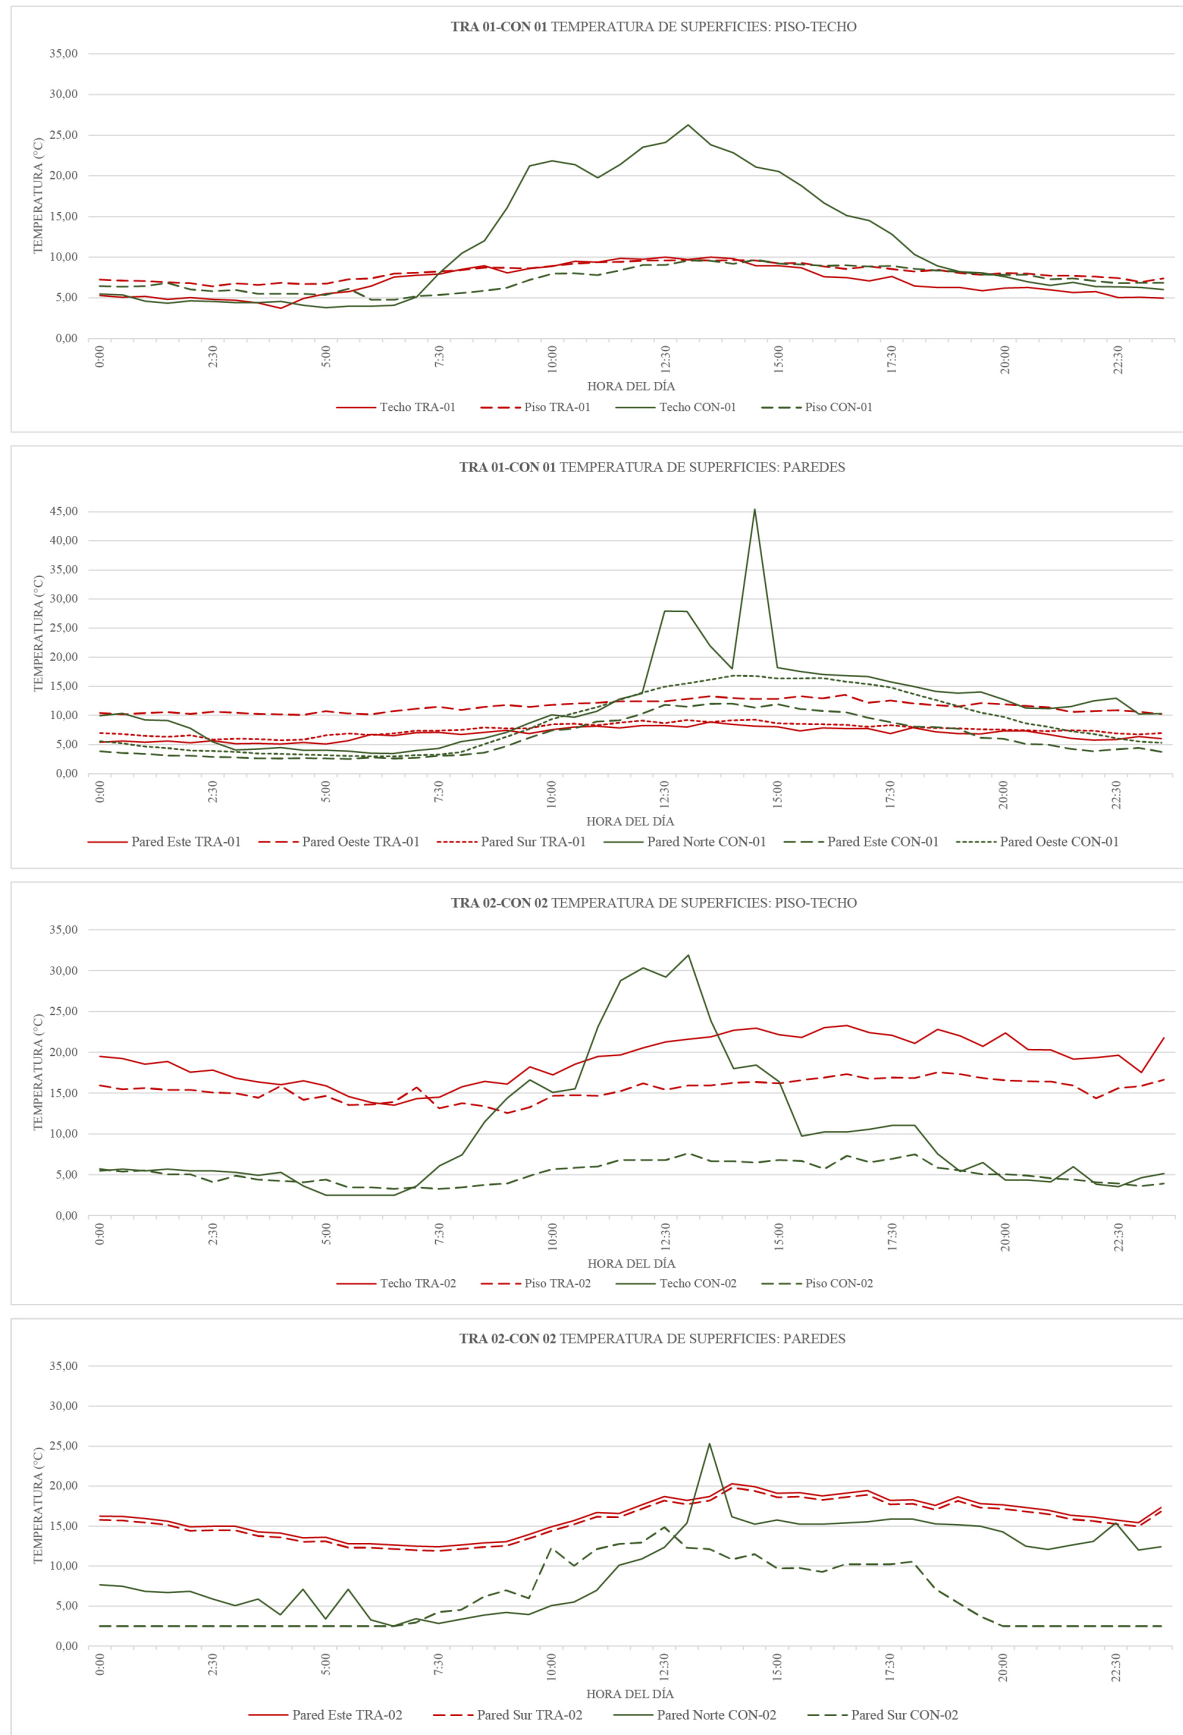 TRA 01-CON 01 TEMPERATURA DE SUPERFICIES: PISO-TECHO
TEMPERATURA (°C)
35,00
30,00
25,00
20,00
15,00
10,00
5,00
0,00
0:00 2:30 5:00 7:30 10:00 12:30 15:00 17:30 20:00 22:30
HORA DEL DÍA
Techo TRA-01 Piso TRA-01 Techo CON-01 Piso CON-01
TRA 01-CON 01 TEMPERATURA DE SUPERFICIES: PAREDES
TEMPERATURA (°C)
45,00
40,00
35,00
30,00
25,00
20,00
15,00
10,00
5,00
0,00
0:00 2:30 5:00 7:30 10:00 12:30 15:00 17:30 20:00 22:30
HORA DEL DÍA
Pared Este TRA-01 Pared Oeste TRA-01 Pared Sur TRA-01 Pared Norte CON-01 Pared Este CON-01 Pared Oeste CON-01
TRA 02-CON 02 TEMPERATURA DE SUPERFICIES: PISO-TECHO
TEMPERATURA (°C)
35,00
30,00
25,00
20,00
15,00
10,00
5,00
0,00
0:00 2:30 5:00 7:30 10:00 12:30 15:00 17:30 20:00 22:30
HORA DEL DÍA
Techo TRA-02 Piso TRA-02 Techo CON-02 Piso CON-02
TRA 02-CON 02 TEMPERATURA DE SUPERFICIES: PAREDES
TEMPERATURA (°C)
35,00
30,00
25,00
20,00
15,00
10,00
5,00
0,00
0:00 2:30 5:00 7:30 10:00 12:30 15:00 17:30 20:00 22:30
HORA DEL DÍA
Pared Este TRA-02 Pared Sur TRA-02 Pared Norte CON-02 Pared Sur CON-02